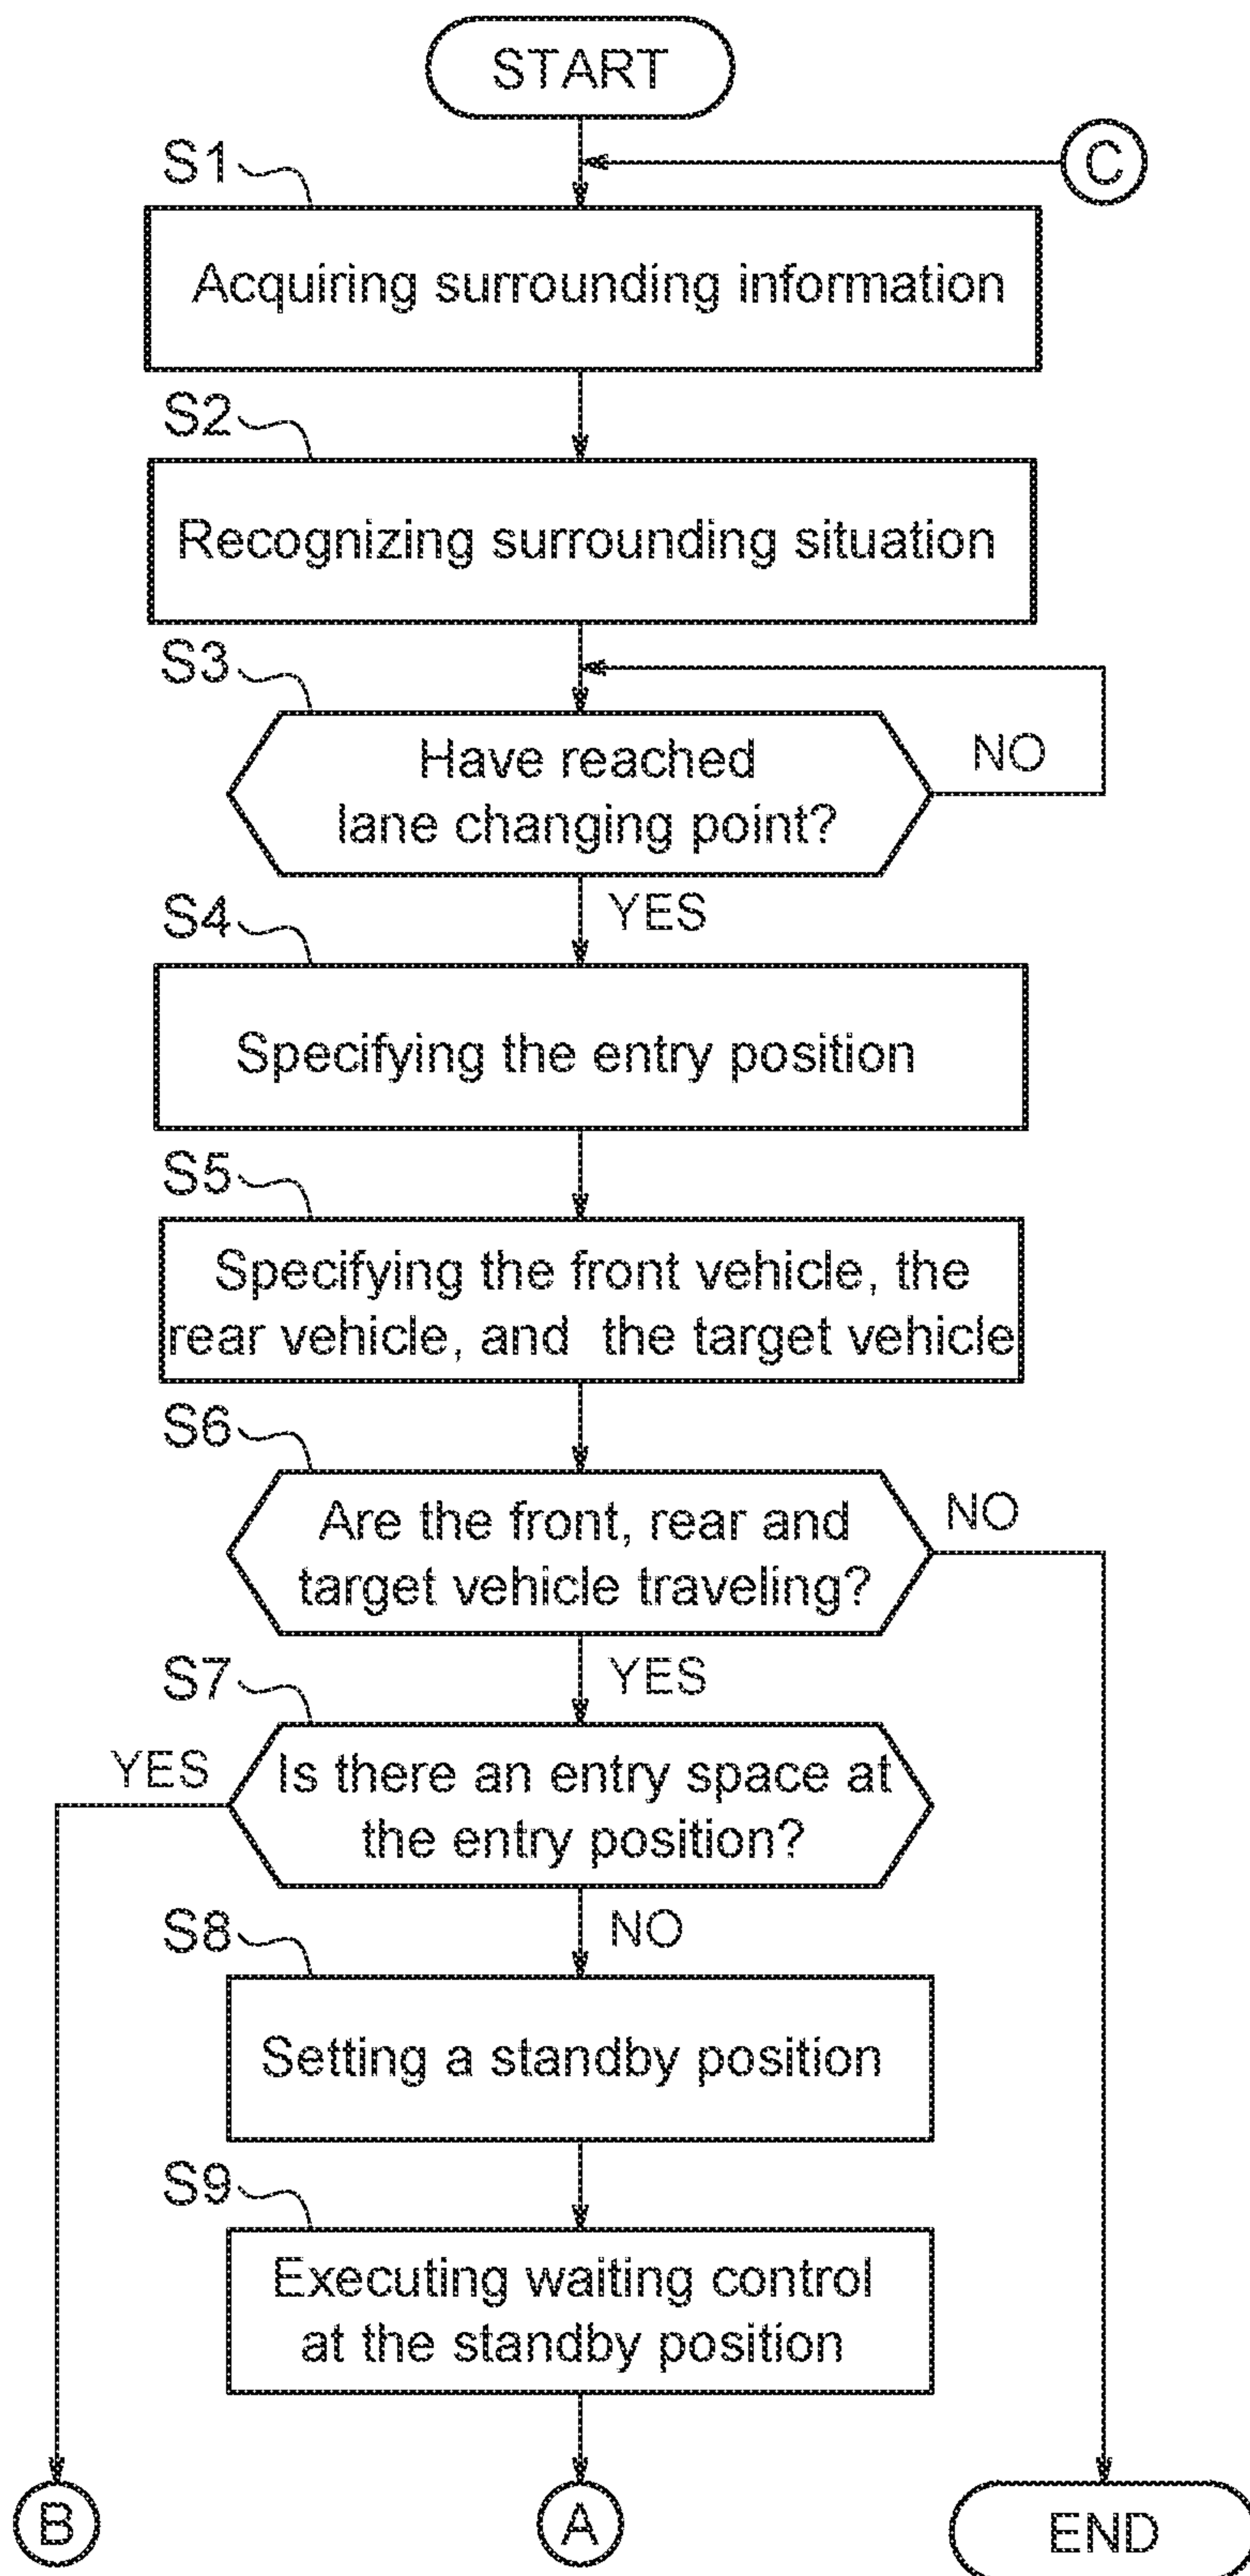 START
C
S1
Acquiring surrounding information
S2
Recognizing surrounding situation
S3
Have reached
lane changing point?
NO
YES
S4
Specifying the entry position
S5
Specifying the front vehicle, the
rear vehicle, and the target vehicle
S6
Are the front, rear and
target vehicle traveling?
NO
YES
S7
YES
Is there an entry space at
the entry position?
NO
S8
Setting a standby position
S9
Executing waiting control
at the standby position
B
A
END